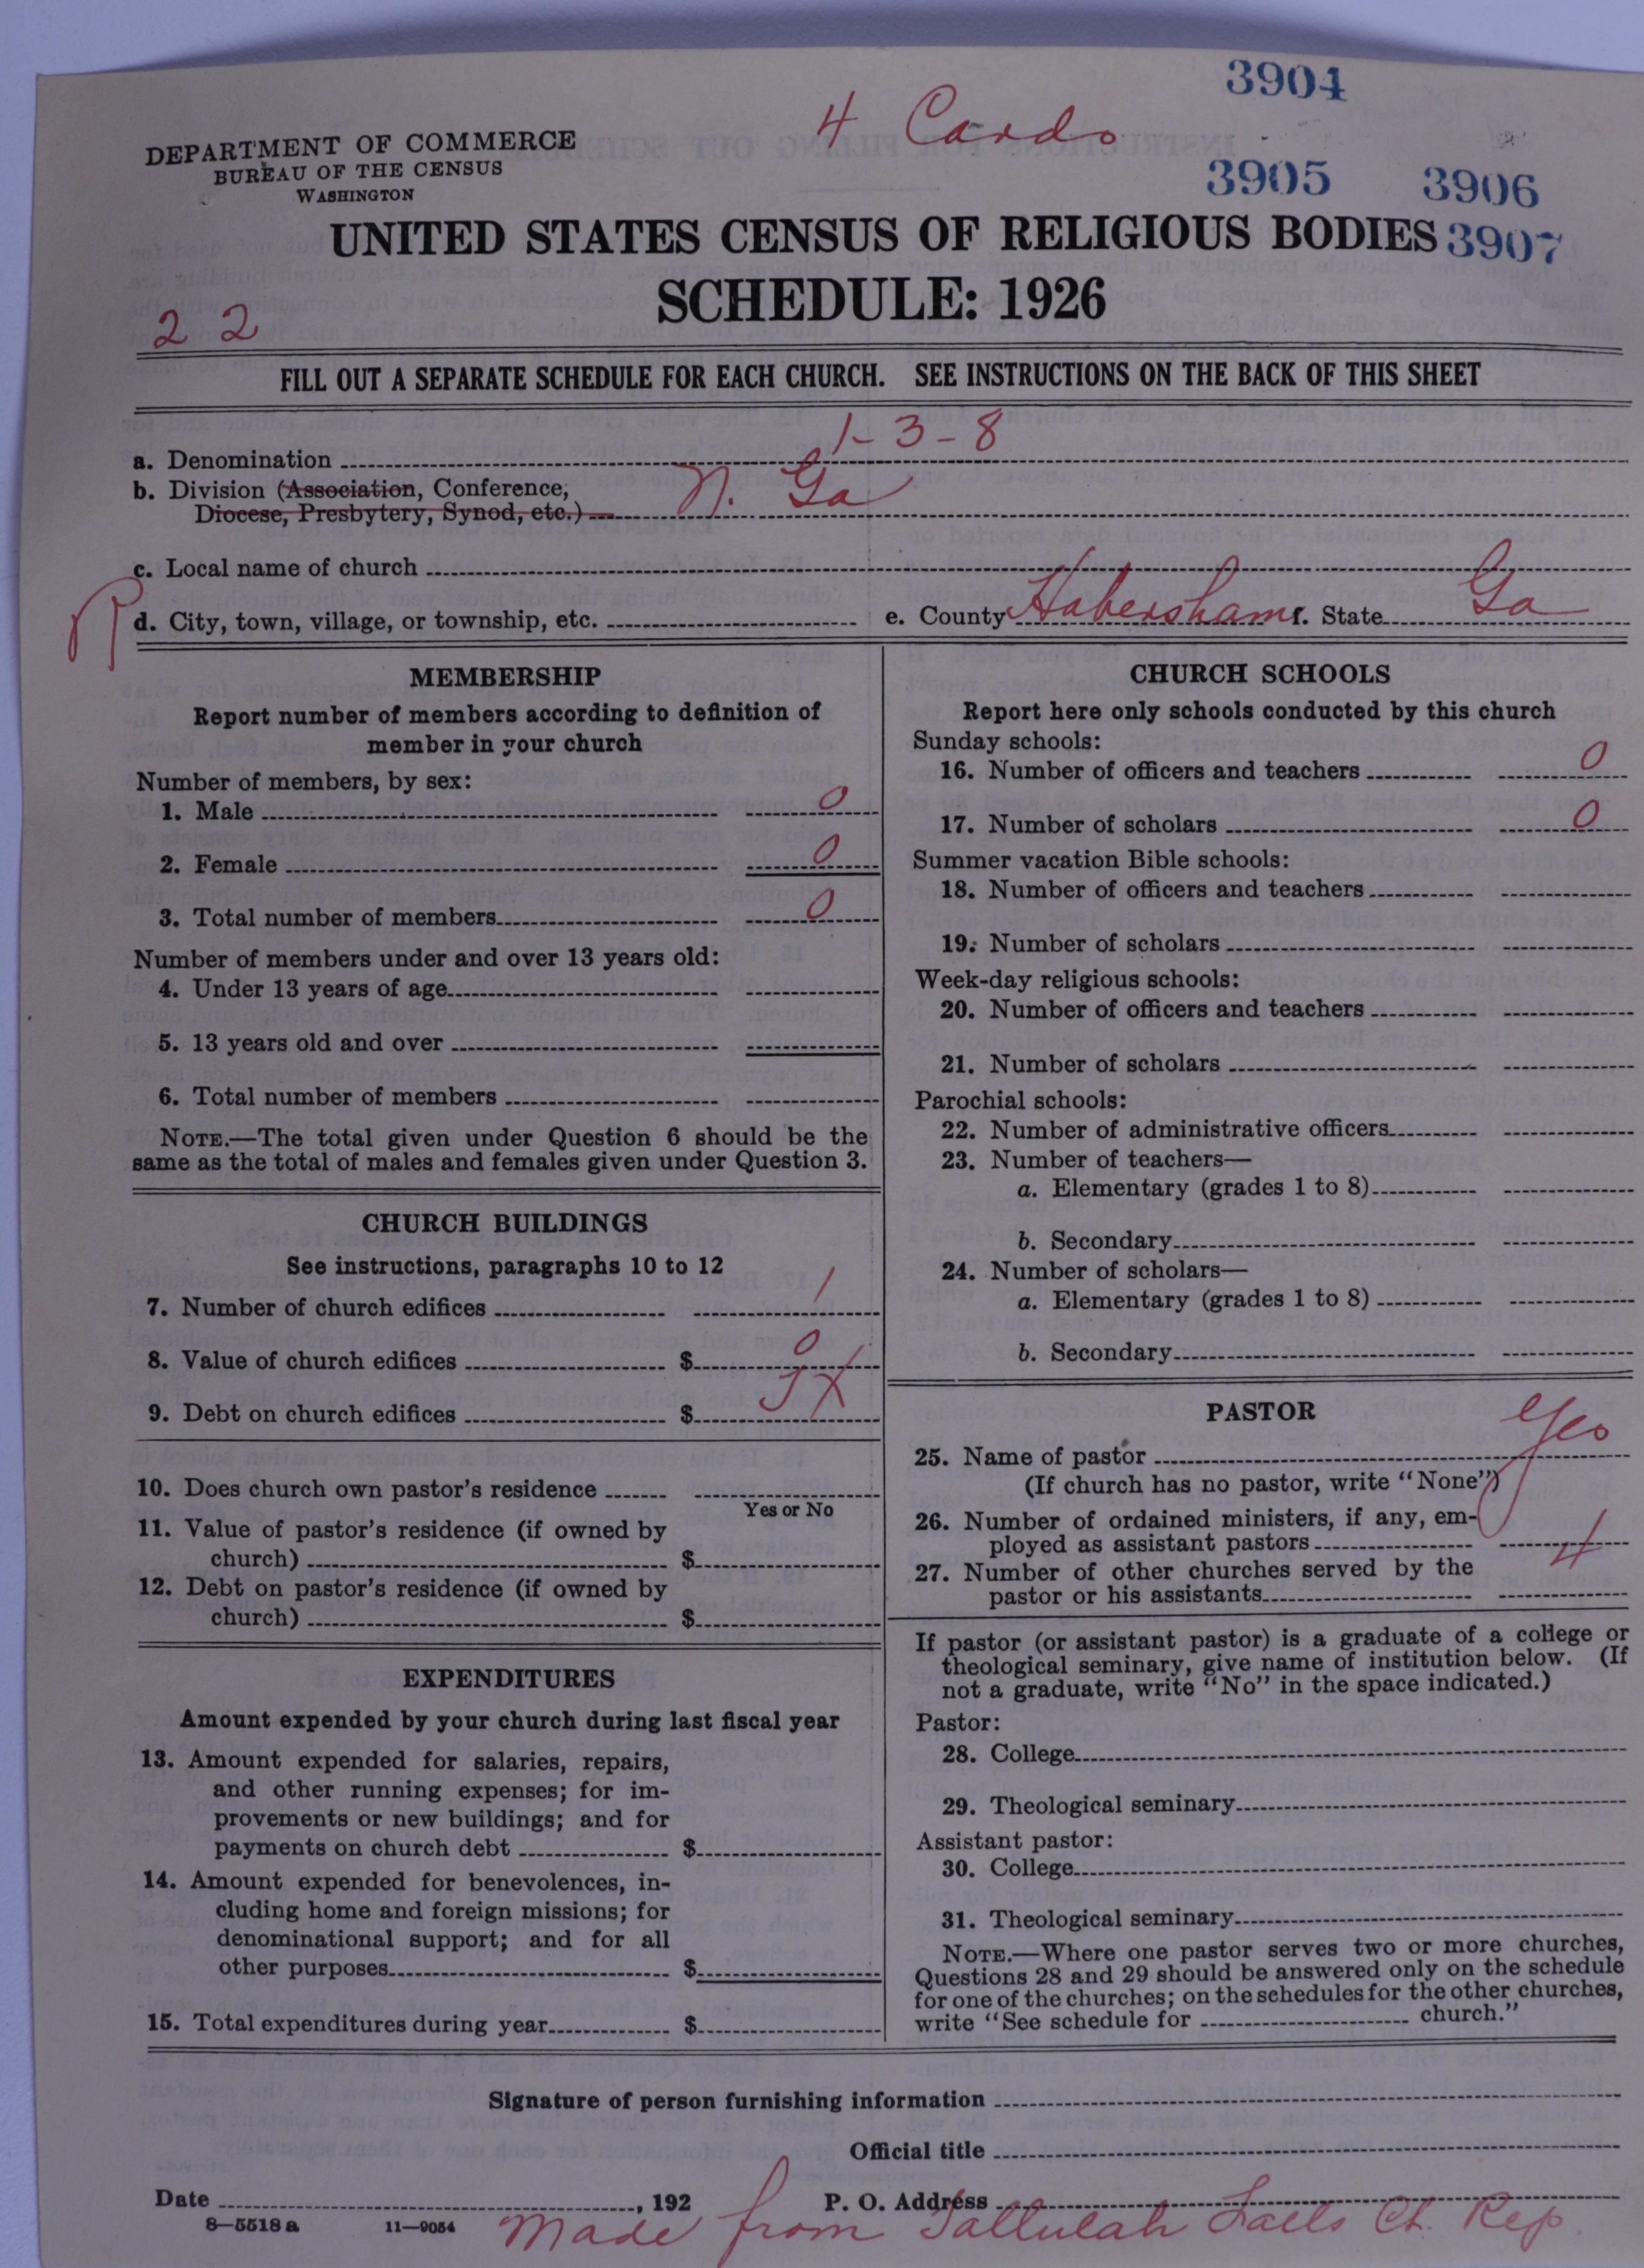 3904
4 Cards
DEPARTMENT OF COMMERCE
BUREAU OF THE CENSUS
WASHINGTON
3905 3906
UNITED STATES CENSUS OF RELIGIOUS BODIES 3907
SCHEDULE: 1926
2 2
FILL OUT A SEPARATE SCHEDULE FOR EACH CHURCH. SEE INSTRUCTIONS ON THE BACK OF THIS SHEET
1-3-8
a. Denomination
b. Division (Association, Conference, N. Ga
Diocese, Presbytery, Synod, etc.)
c. Local name of church
R
d. City, town, village, or township, etc. e. County Habersham f. State Ga
MEMBERSHIP
Report number of members according to definition of
member in your church
Number of members, by sex:
1. Male 0
2. Female 0
3. Total number of members 0
Number of members under and over 13 years old:
4. Under 13 years of age
5. 13 years old and over
6. Total number of members
NOTE.—The total given under Question 6 should be the
same as the total of males and females given under Question 3.
CHURCH BUILDINGS
See instructions, paragraphs 10 to 12
7. Number of church edifices 1
8. Value of church edifices $ 0
9. Debt on church edifices $
10. Does church own pastor's residence
Yes or No
11. Value of pastor's residence (if owned by
church) $
12. Debt on pastor's residence (if owned by
church) $
EXPENDITURES
Amount expended by your church during last fiscal year
13. Amount expended for salaries, repairs,
and other running expenses; for im-
provements or new buildings; and for
payments on church debt $
14. Amount expended for benevolences, in-
cluding home and foreign missions; for
denominational support; and for all
other purposes $
15. Total expenditures during year $
CHURCH SCHOOLS
Report here only schools conducted by this church
Sunday schools:
16. Number of officers and teachers 0
17. Number of scholars 0
Summer vacation Bible schools:
18. Number of officers and teachers
19. Number of scholars
Week-day religious schools:
20. Number of officers and teachers
21. Number of scholars
Parochial schools:
22. Number of administrative officers
23. Number of teachers—
a. Elementary (grades 1 to 8)
b. Secondary
24. Number of scholars—
a. Elementary (grades 1 to 8)
b. Secondary
PASTOR
Yes
25. Name of pastor
(If church has no pastor, write "None")
26. Number of ordained ministers, if any, em-
ployed as assistant pastors
4
27. Number of other churches served by the
pastor or his assistants
If pastor (or assistant pastor) is a graduate of a college or
theological seminary, give name of institution below. (If
not a graduate, write "No" in the space indicated.)
Pastor:
28. College
29. Theological seminary
Assistant pastor:
30. College
31. Theological seminary
NOTE.—Where one pastor serves two or more churches,
Questions 28 and 29 should be answered only on the schedule
for one of the churches; on the schedules for the other churches,
write "See schedule for church."
Signature of person furnishing information
Official title
Date , 192 P. O. Address
8—5518 a 11—9054
Made from Tallulah Falls Ch. Rep.